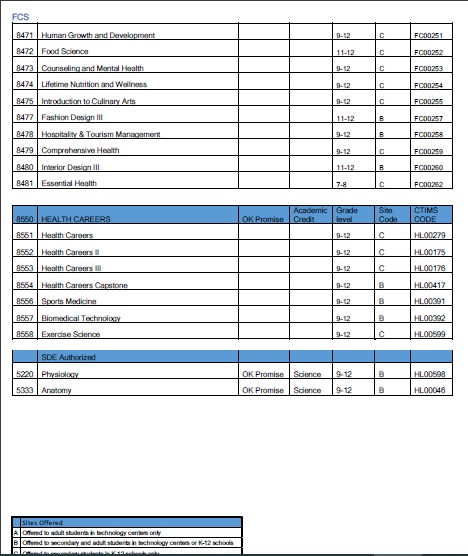 FCS
8471 Human Growth and Development 9-12 C FC00251
8472 Food Science 11-12 C FC00252
8473 Counseling and Mental Health 9-12 C FC00253
8474 Lifetime Nutrition and Wellness 9-12 C FC00254
8475 Introduction to Culinary Arts 9-12 C FC00255
8477 Fashion Design III 11-12 B FC00257
8478 Hospitality & Tourism Management 9-12 B FC00258
8479 Comprehensive Health 9-12 C FC00259
8480 Interior Design III 11-12 B FC00260
8481 Essential Health 7-8 C FC00262
Academic Grade Site CTIMS
8550 HEALTH CAREERS OK Promise Credit level Code CODE
8551 Health Careers 9-12 C HL00279
8552 Health Careers II 9-12 C HL00175
8553 Health Careers III 9-12 C HL00176
8554 Health Careers Capstone 9-12 B HL00417
8556 Sports Medicine 9-12 B HL00391
8557 Biomedical Technology 9-12 B HL00392
8558 Exercise Science 9-12 C HL00599
SDE Authorized
5220 Physiology OK Promise Science 9-12 B HL00598
5333 Anatomy OK Promise Science 9-12 B HL00046
Sites Offered
A Offered to adult students in technology centers only
B Offered to secondary and adult students in technology centers or K-12 schools
C Offered to secondary students in K-12 schools only